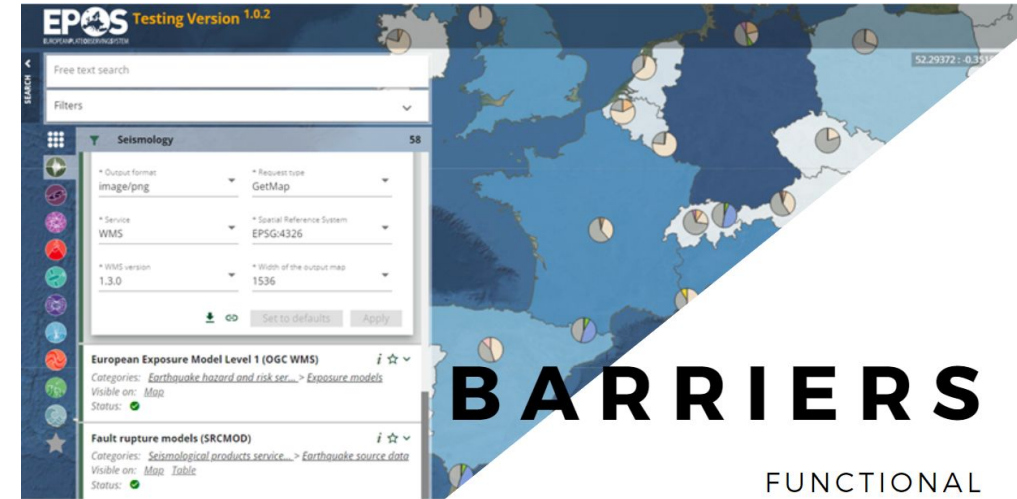 EPOS Testing Version 1.0.2
EUROPEAN PLATE OBSERVING SYSTEM
SEARCH
Free text search
Filters
Seismology 58
* Output format
image/png
* Request type
GetMap
* Service
WMS
* Spatial Reference System
EPSG:4326
* WMS version
1.3.0
* Width of the output map
1536
Set to defaults Apply
European Exposure Model Level 1 (OGC WMS)
Categories: Earthquake hazard and risk ser... > Exposure models
Visible on: Map
Status:
Fault rupture models (SRCMOD)
Categories: Seismological products service... > Earthquake source data
Visible on: Map Table
Status:
52.29372 :
BARRIERS
FUNCTIONAL